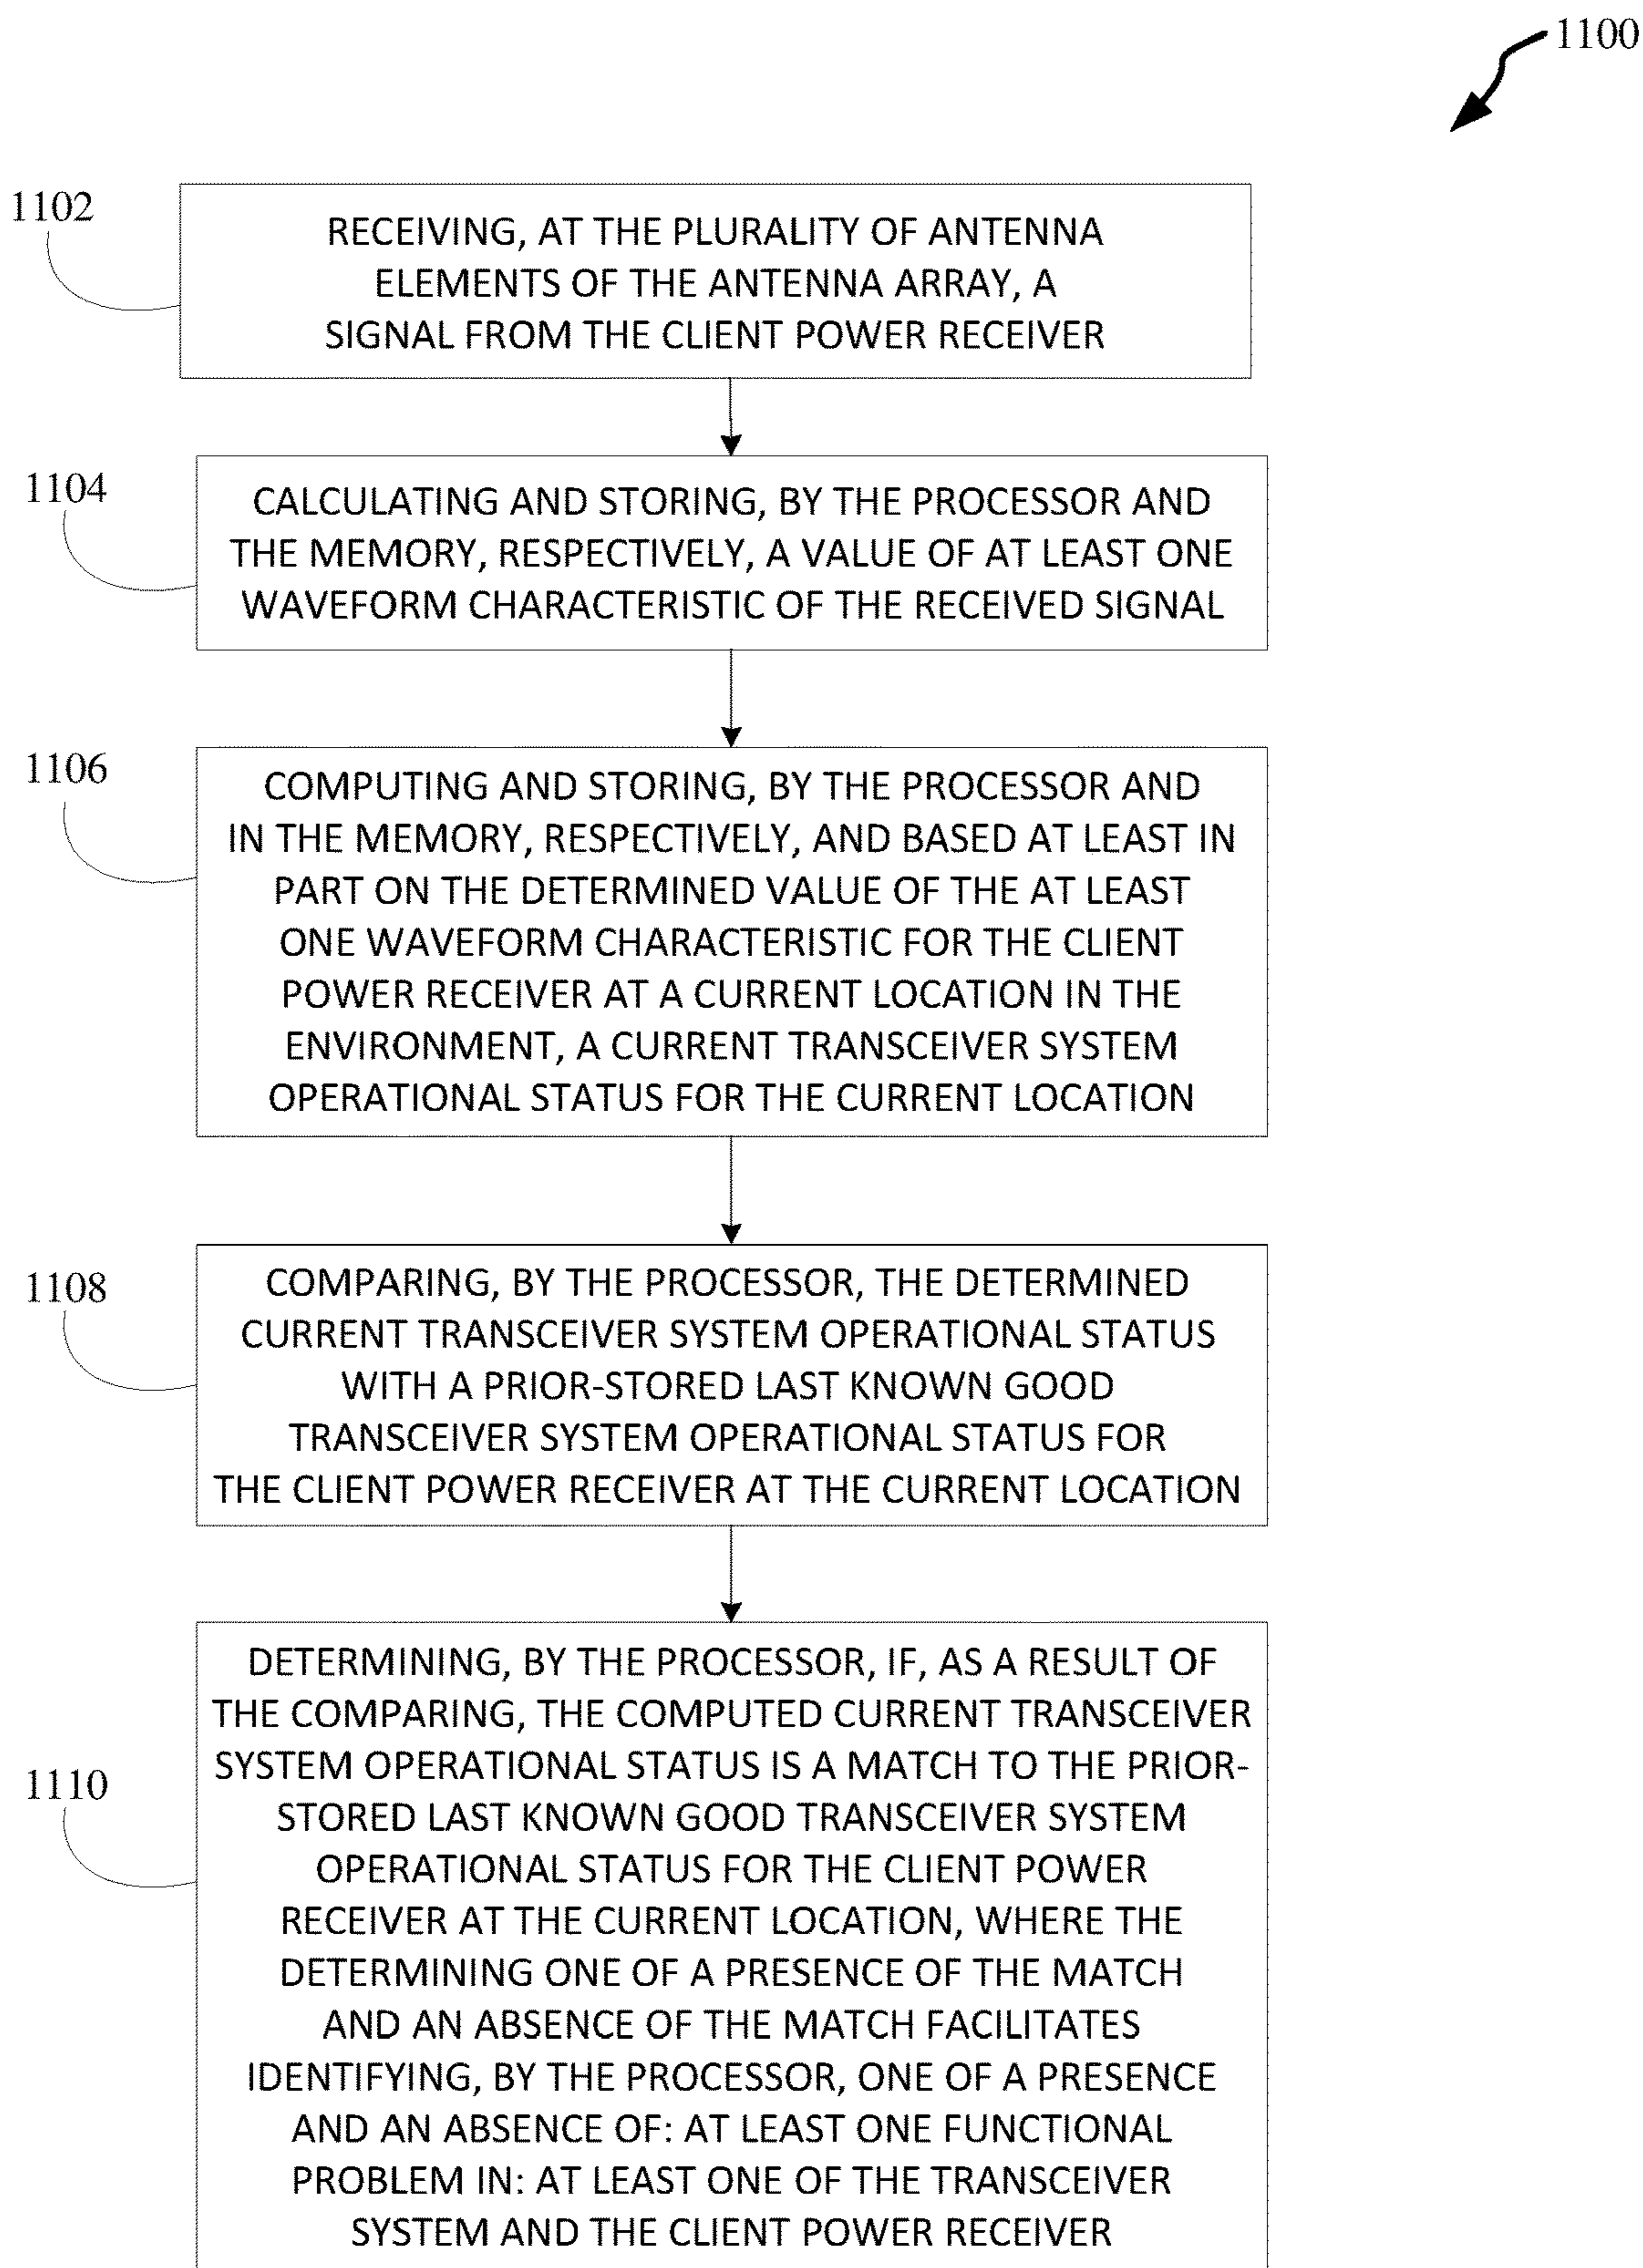 1100
1102
RECEIVING, AT THE PLURALITY OF ANTENNA
ELEMENTS OF THE ANTENNA ARRAY, A
SIGNAL FROM THE CLIENT POWER RECEIVER
1104
CALCULATING AND STORING, BY THE PROCESSOR AND
THE MEMORY, RESPECTIVELY, A VALUE OF AT LEAST ONE
WAVEFORM CHARACTERISTIC OF THE RECEIVED SIGNAL
1106
COMPUTING AND STORING, BY THE PROCESSOR AND
IN THE MEMORY, RESPECTIVELY, AND BASED AT LEAST IN
PART ON THE DETERMINED VALUE OF THE AT LEAST
ONE WAVEFORM CHARACTERISTIC FOR THE CLIENT
POWER RECEIVER AT A CURRENT LOCATION IN THE
ENVIRONMENT, A CURRENT TRANSCEIVER SYSTEM
OPERATIONAL STATUS FOR THE CURRENT LOCATION
1108
COMPARING, BY THE PROCESSOR, THE DETERMINED
CURRENT TRANSCEIVER SYSTEM OPERATIONAL STATUS
WITH A PRIOR-STORED LAST KNOWN GOOD
TRANSCEIVER SYSTEM OPERATIONAL STATUS FOR
THE CLIENT POWER RECEIVER AT THE CURRENT LOCATION
1110
DETERMINING, BY THE PROCESSOR, IF, AS A RESULT OF
THE COMPARING, THE COMPUTED CURRENT TRANSCEIVER
SYSTEM OPERATIONAL STATUS IS A MATCH TO THE PRIOR-
STORED LAST KNOWN GOOD TRANSCEIVER SYSTEM
OPERATIONAL STATUS FOR THE CLIENT POWER
RECEIVER AT THE CURRENT LOCATION, WHERE THE
DETERMINING ONE OF A PRESENCE OF THE MATCH
AND AN ABSENCE OF THE MATCH FACILITATES
IDENTIFYING, BY THE PROCESSOR, ONE OF A PRESENCE
AND AN ABSENCE OF: AT LEAST ONE FUNCTIONAL
PROBLEM IN: AT LEAST ONE OF THE TRANSCEIVER
SYSTEM AND THE CLIENT POWER RECEIVER